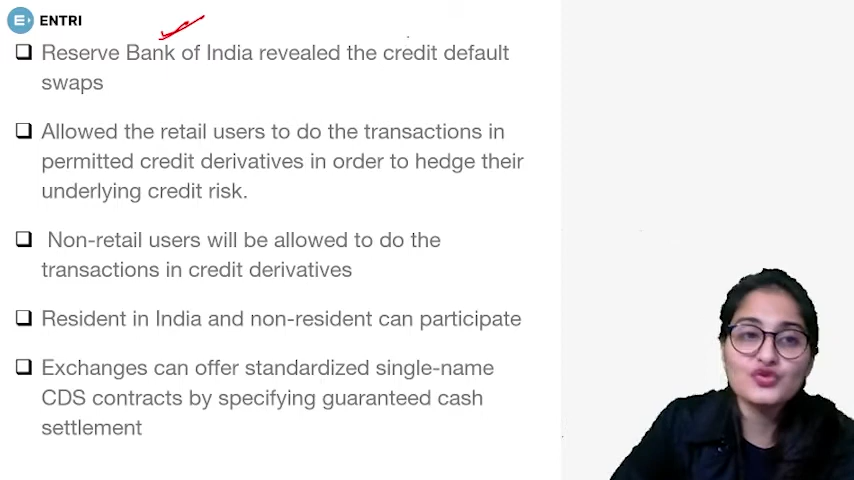 ENTRI
Reserve Bank of India revealed the credit default
swaps
Allowed the retail users to do the transactions in
permitted credit derivatives in order to hedge their
underlying credit risk.
Non-retail users will be allowed to do the
transactions in credit derivatives
Resident in India and non-resident can participate
Exchanges can offer standardized single-name
CDS contracts by specifying guaranteed cash
settlement